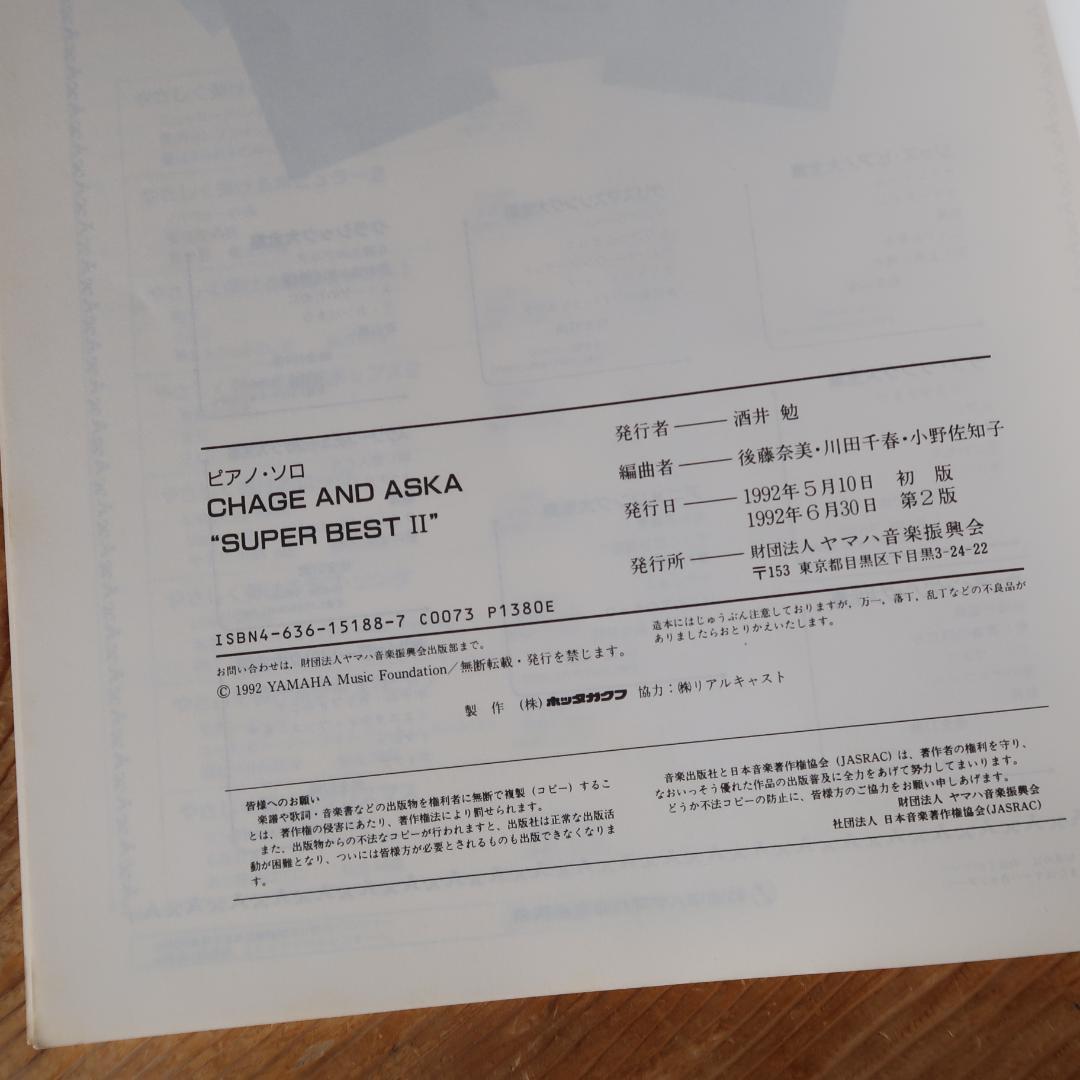 ピアノ・ソロ
CHAGE AND ASKA
“SUPER BEST II”
発行者 —— 酒井 勉
編曲者 —— 後藤奈美・川田千春・小野佐知子
発行日 —— 1992年5月10日 初 版
1992年6月30日 第2版
発行所 —— 財団法人 ヤマハ音楽振興会
〒153 東京都目黒区下目黒3-24-22
ISBN4-636-15188-7 C0073 P1380E
お問い合わせは，財団法人ヤマハ音楽振興会出版部まで。
© 1992 YAMAHA Music Foundation／無断転載・発行を禁じます。
造本にはじゅうぶん注意しておりますが，万一，落丁，乱丁などの不良品が
ありましたらおとりかえいたします。
製 作 (株)ホッタガクフ 協力：㈱リアルキャスト
皆様へのお願い
楽譜や歌詞・音楽書などの出版物を権利者に無断で複製（コピー）するこ
とは、著作権の侵害にあたり、著作権法により罰せられます。
また、出版物からの不法なコピーが行われますと、出版社は正常な出版活
動が困難となり、ついには皆様方が必要とされるものも出版できなくなりま
す。
音楽出版社と日本音楽著作権協会（JASRAC）は、著作者の権利を守り、
なおいっそう優れた作品の出版普及に全力をあげて努力してまいります。
どうか不法コピーの防止に、皆様方のご協力をお願い申しあげます。
財団法人 ヤマハ音楽振興会
社団法人 日本音楽著作権協会(JASRAC)